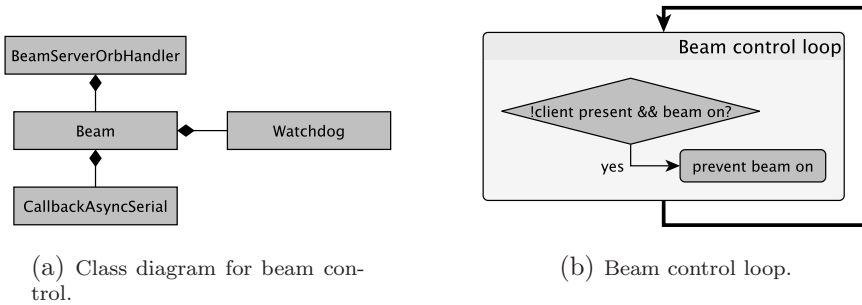 BeamServerOrbHandler
Beam
Watchdog
CallbackAsyncSerial
(a) Class diagram for beam con-
trol.
Beam control loop
!client present && beam on?
yes
prevent beam on
(b) Beam control loop.